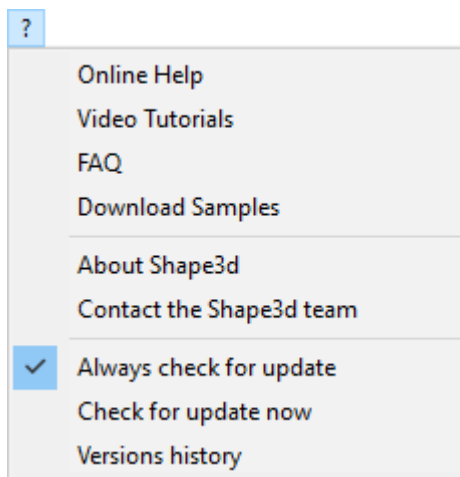 ?
Online Help
Video Tutorials
FAQ
Download Samples
About Shape3d
Contact the Shape3d team
Always check for update
Check for update now
Versions history